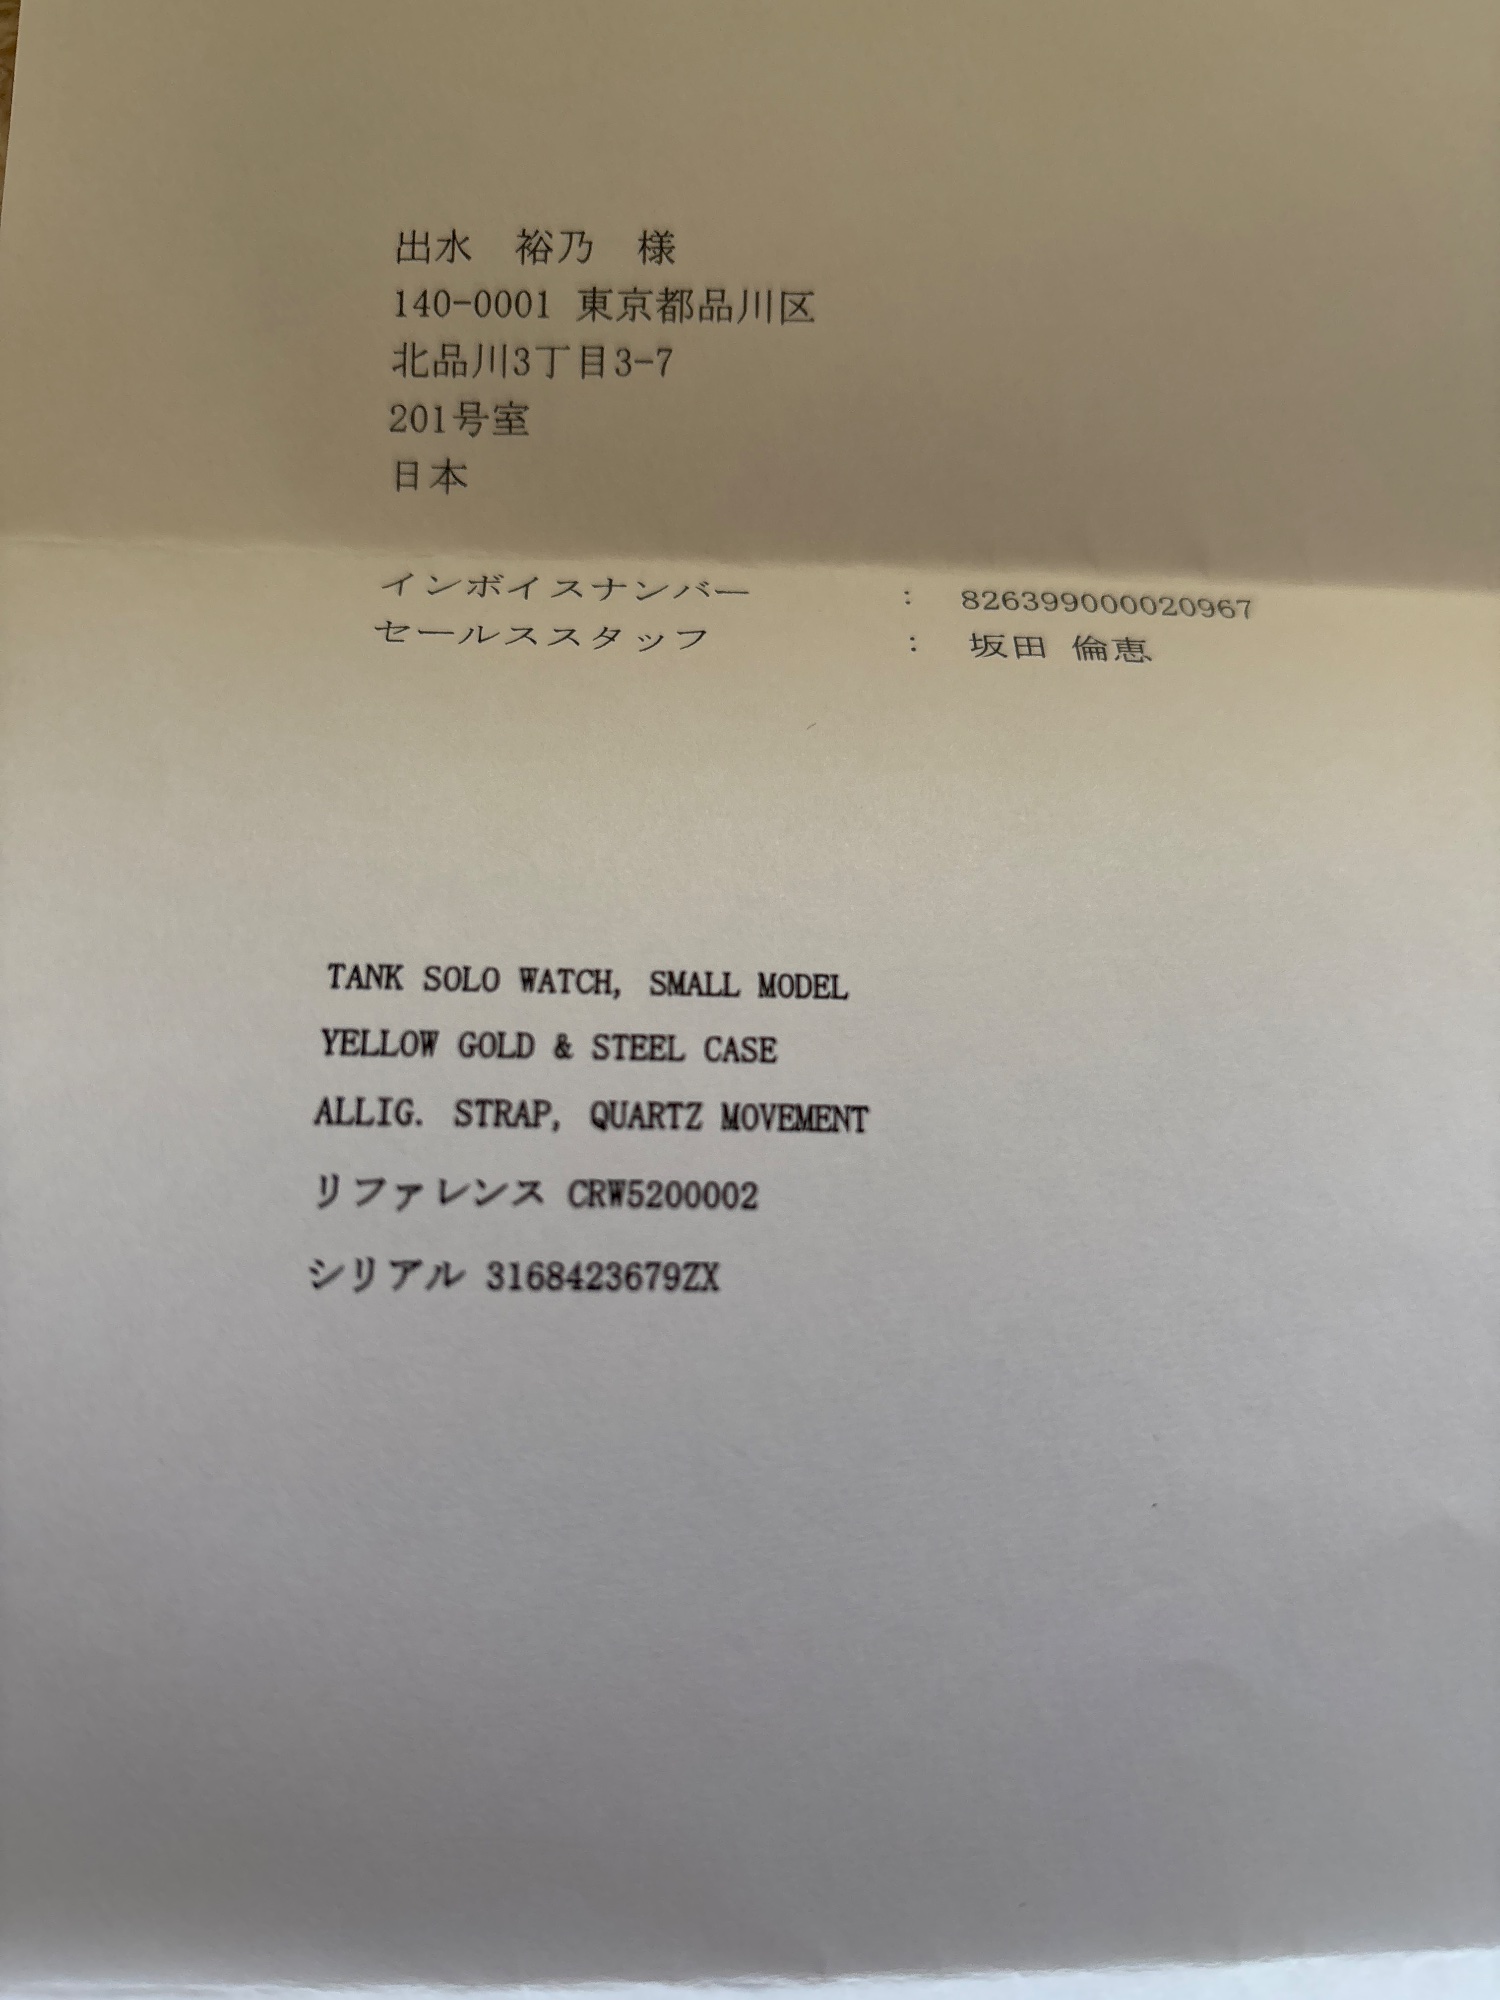 出水　裕乃　様
140-0001 東京都品川区
北品川3丁目3-7
201号室
日本
インボイスナンバー : 826399000020967
セールススタッフ : 坂田 倫恵
TANK SOLO WATCH, SMALL MODEL
YELLOW GOLD & STEEL CASE
ALLIG. STRAP, QUARTZ MOVEMENT
リファレンス CRW5200002
シリアル 3168423679ZX